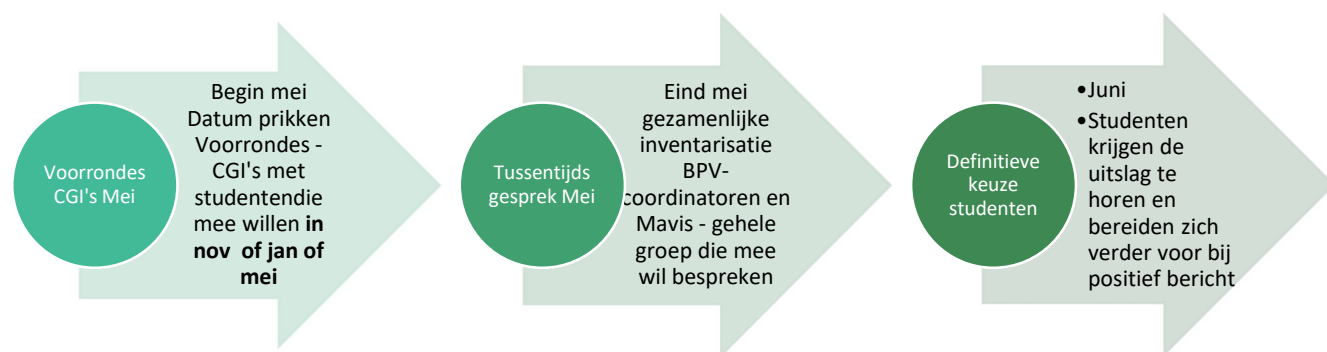 Voorrondes
CGI's Mei
Begin mei
Datum prikken
Voorrondes -
CGI's met
studentendie
mee willen in
nov of jan of
mei
Tussentijds
gesprek Mei
Eind mei
gezamenlijke
inventarisatie
BPV-
coordinatoren en
Mavis - gehele
groep die mee
wil bespreken
Definitieve
keuze
studenten
•Juni
•Studenten
krijgen de
uitslag te
horen en
bereiden zich
verder voor bij
positief bericht